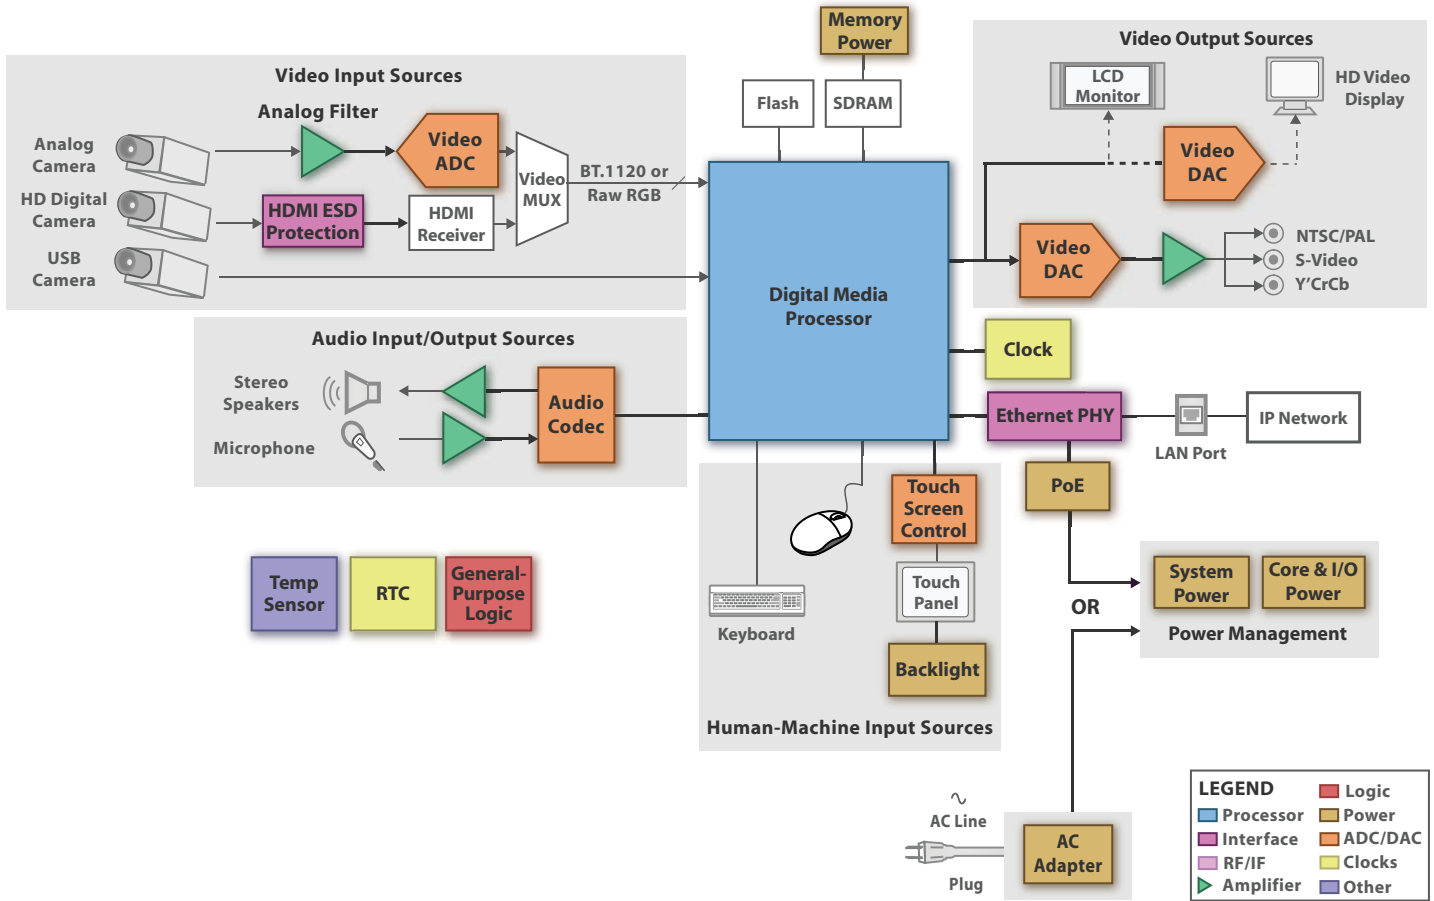 Memory
Power
Video Output Sources
Video Input Sources
LCD
Monitor
HD Video
Display
Flash
SDRAM
Analog Filter
Analog
Camera
Video
ADC
Video
MUX
BT.1120 or
Raw RGB
Video
DAC
HD Digital
Camera
HDMI ESD
Protection
HDMI
Receiver
USB
Camera
Video
DAC
NTSC/PAL
S-Video
Y'CrCb
Digital Media
Processor
Audio Input/Output Sources
Clock
Stereo
Speakers
Microphone
Audio
Codec
Ethernet PHY
LAN Port
IP Network
PoE
Touch
Screen
Control
Touch
Panel
Backlight
Keyboard
Human-Machine Input Sources
Temp
Sensor
RTC
General-
Purpose
Logic
System
Power
Core & I/O
Power
OR
Power Management
AC Line
Plug
AC
Adapter
LEGEND
Processor
Interface
RF/IF
Amplifier
Logic
Power
ADC/DAC
Clocks
Other